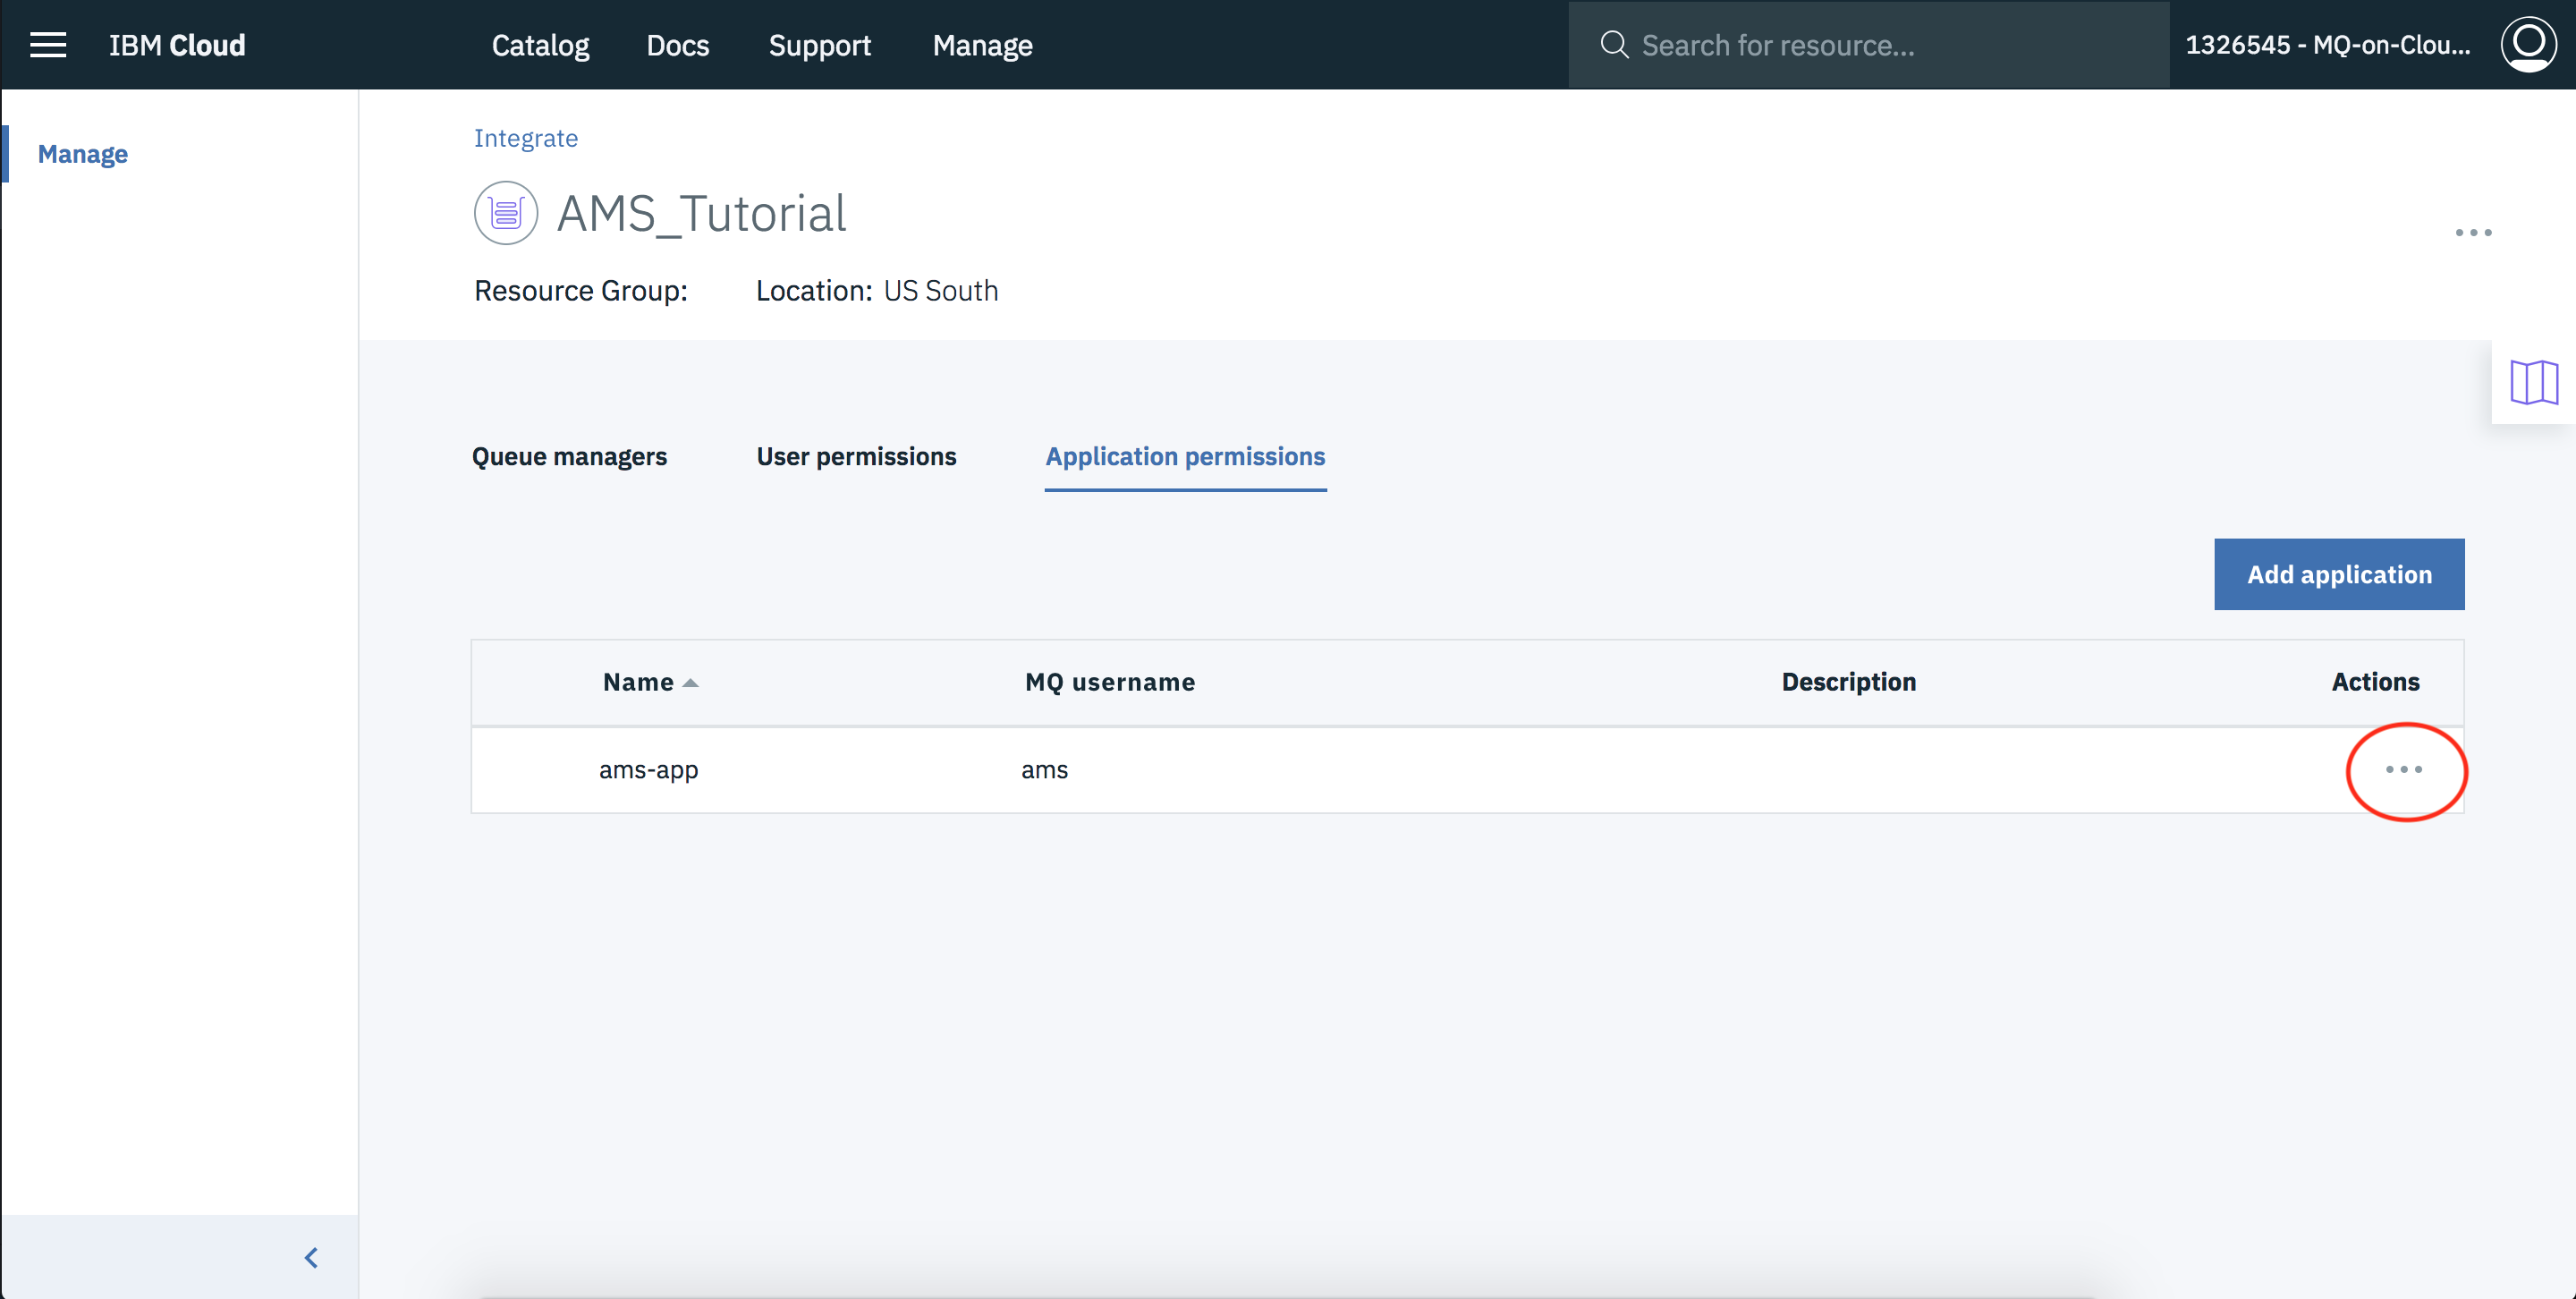 IBM Cloud Catalog Docs Support Manage Search for resource... 1326545 - MQ-on-Clou...
Manage
Integrate
AMS_Tutorial
Resource Group: Location: US South
Queue managers User permissions Application permissions
Add application
Name MQ username Description Actions
ams-app ams